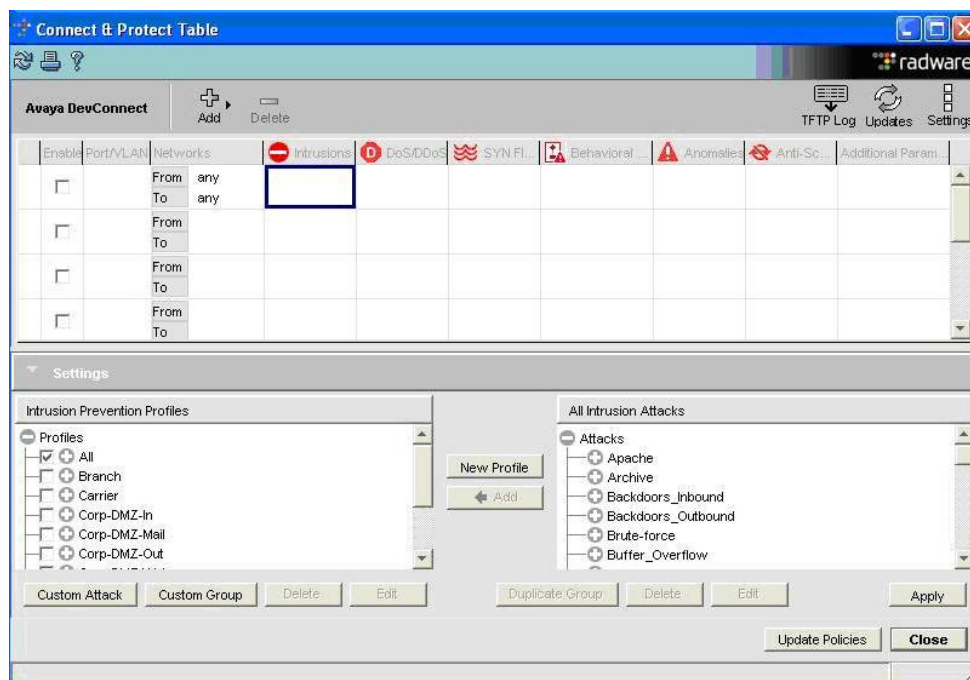 Connect & Protect Table
radware
Avaya DevConnect
Add
Delete
TFTP Log
Updates
Settings
Enable Port/VLAN Networks Intrusions DoS/DDoS SYN Fl... Behavioral ... Anomalies Anti-Sc... Additional Param...
From any
To any
From
To
From
To
From
To
Settings
Intrusion Prevention Profiles
Profiles
All
Branch
Carrier
Corp-DMZ-In
Corp-DMZ-Mail
Corp-DMZ-Out
New Profile
Add
All Intrusion Attacks
Attacks
Apache
Archive
Backdoors_Inbound
Backdoors_Outbound
Brute-force
Buffer_Overflow
Custom Attack Custom Group Delete Edit Duplicate Group Delete Edit Apply
Update Policies Close